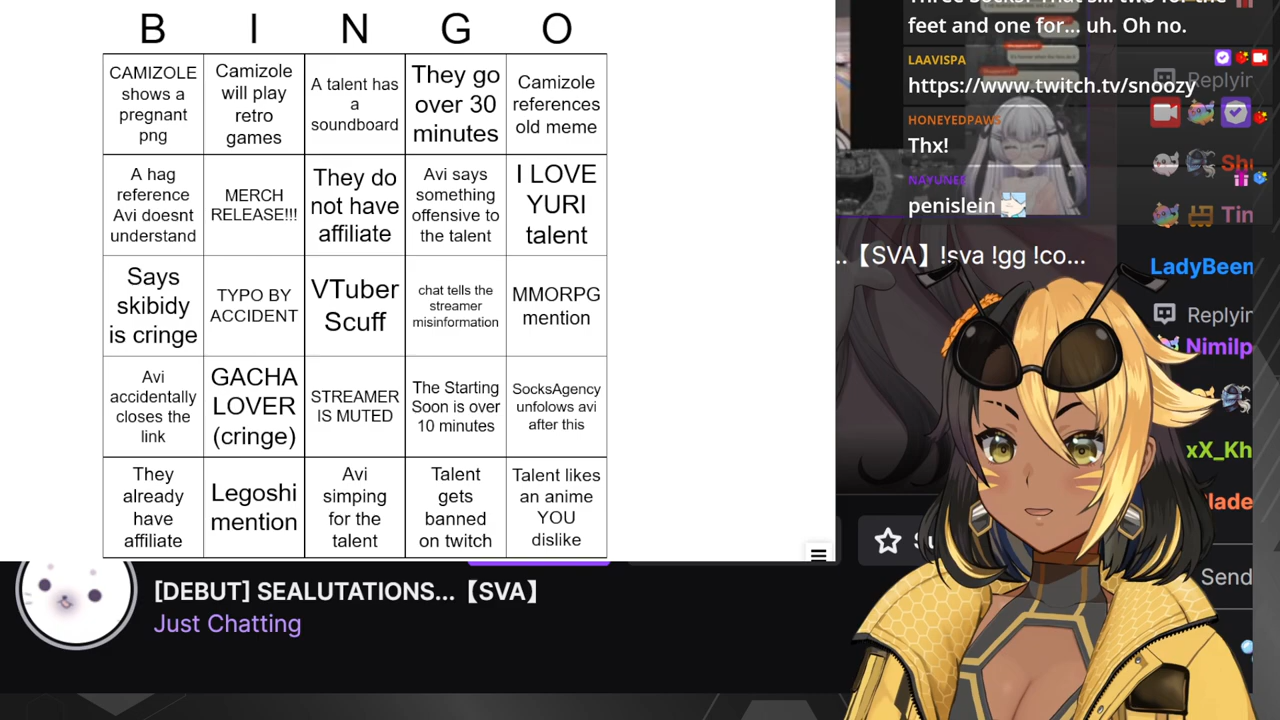 B I N G O
CAMIZOLE
shows a
pregnant
png
Camizole
will play
retro
games
A talent has
a
soundboard
They go
over 30
minutes
Camizole
references
old meme
A hag
reference
Avi doesnt
understand
MERCH
RELEASE!!!
They do
not have
affiliate
Avi says
something
offensive to
the talent
I LOVE
YURI
talent
Says
skibidy
is cringe
TYPO BY
ACCIDENT
VTuber
Scuff
chat tells the
streamer
misinformation
MMORPG
mention
Avi
accidentally
closes the
link
GACHA
LOVER
(cringe)
STREAMER
IS MUTED
The Starting
Soon is over
10 minutes
SocksAgency
unfolows avi
after this
They
already
have
affiliate
Legoshi
mention
Avi
simping
for the
talent
Talent
gets
banned
on twitch
Talent likes
an anime
YOU
dislike
[DEBUT] SEALUTATIONS...【SVA】
Just Chatting
feet and one for... uh. Oh no.
LAAVISPA
https://www.twitch.tv/snoozy
HONEYEDPAWS
Thx!
NAYUNEE
penislein
..【SVA】!sva !gg !co...
Replyin
Sh
Tin
LadyBeen
Replyir
Nimilp
xX_Kh
lade
Send